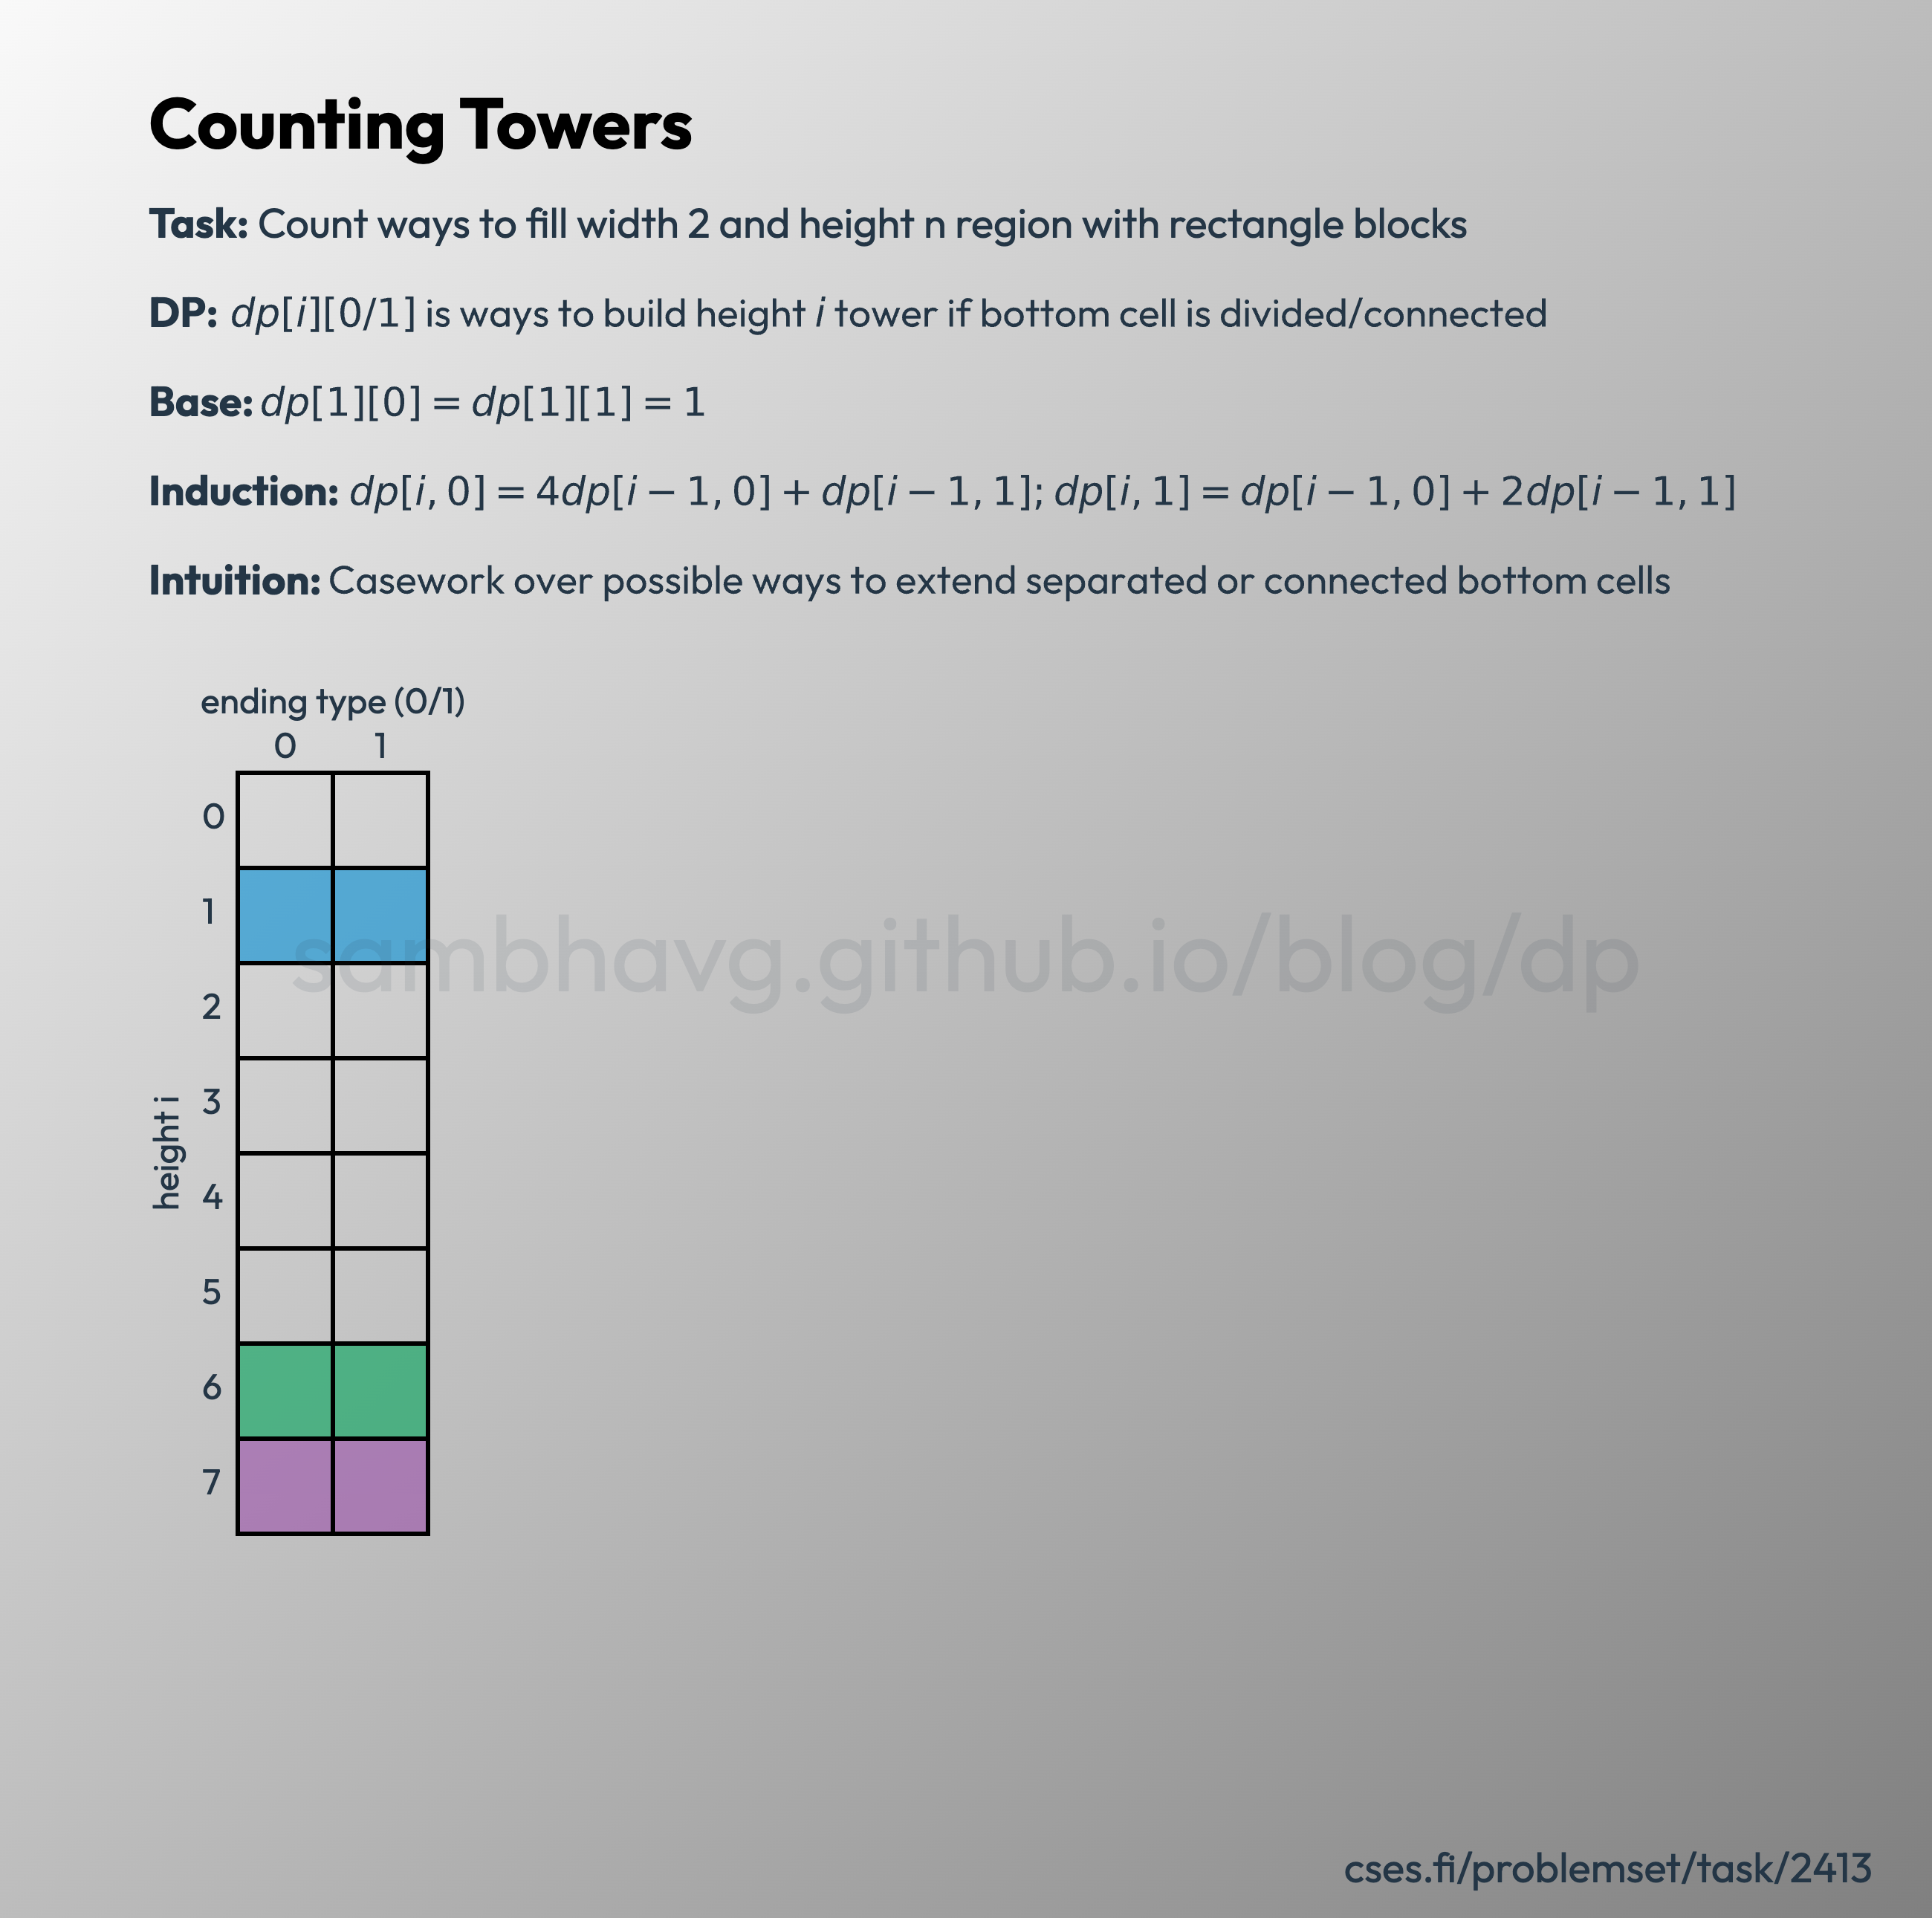 Counting Towers
Task: Count ways to fill width 2 and height n region with rectangle blocks
DP: dp[i][0/1] is ways to build height i tower if bottom cell is divided/connected
Base: dp[1][0] = dp[1][1] = 1
Induction: dp[i, 0] = 4dp[i − 1, 0] + dp[i − 1, 1]; dp[i, 1] = dp[i − 1, 0] + 2dp[i − 1, 1]
Intuition: Casework over possible ways to extend separated or connected bottom cells
ending type (0/1)
0 1
0
1
sambhavg.github.io/blog/dp
2
3
height i
4
5
6
7
cses.fi/problemset/task/2413